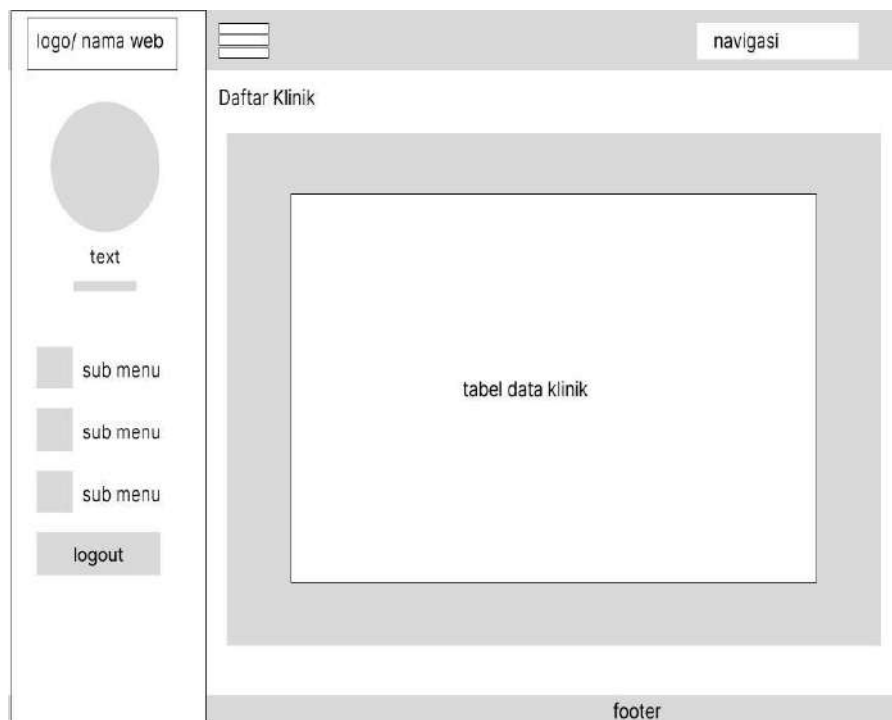 logo/ nama web
navigasi
Daftar Klinik
text
sub menu
sub menu
sub menu
logout
tabel data klinik
footer